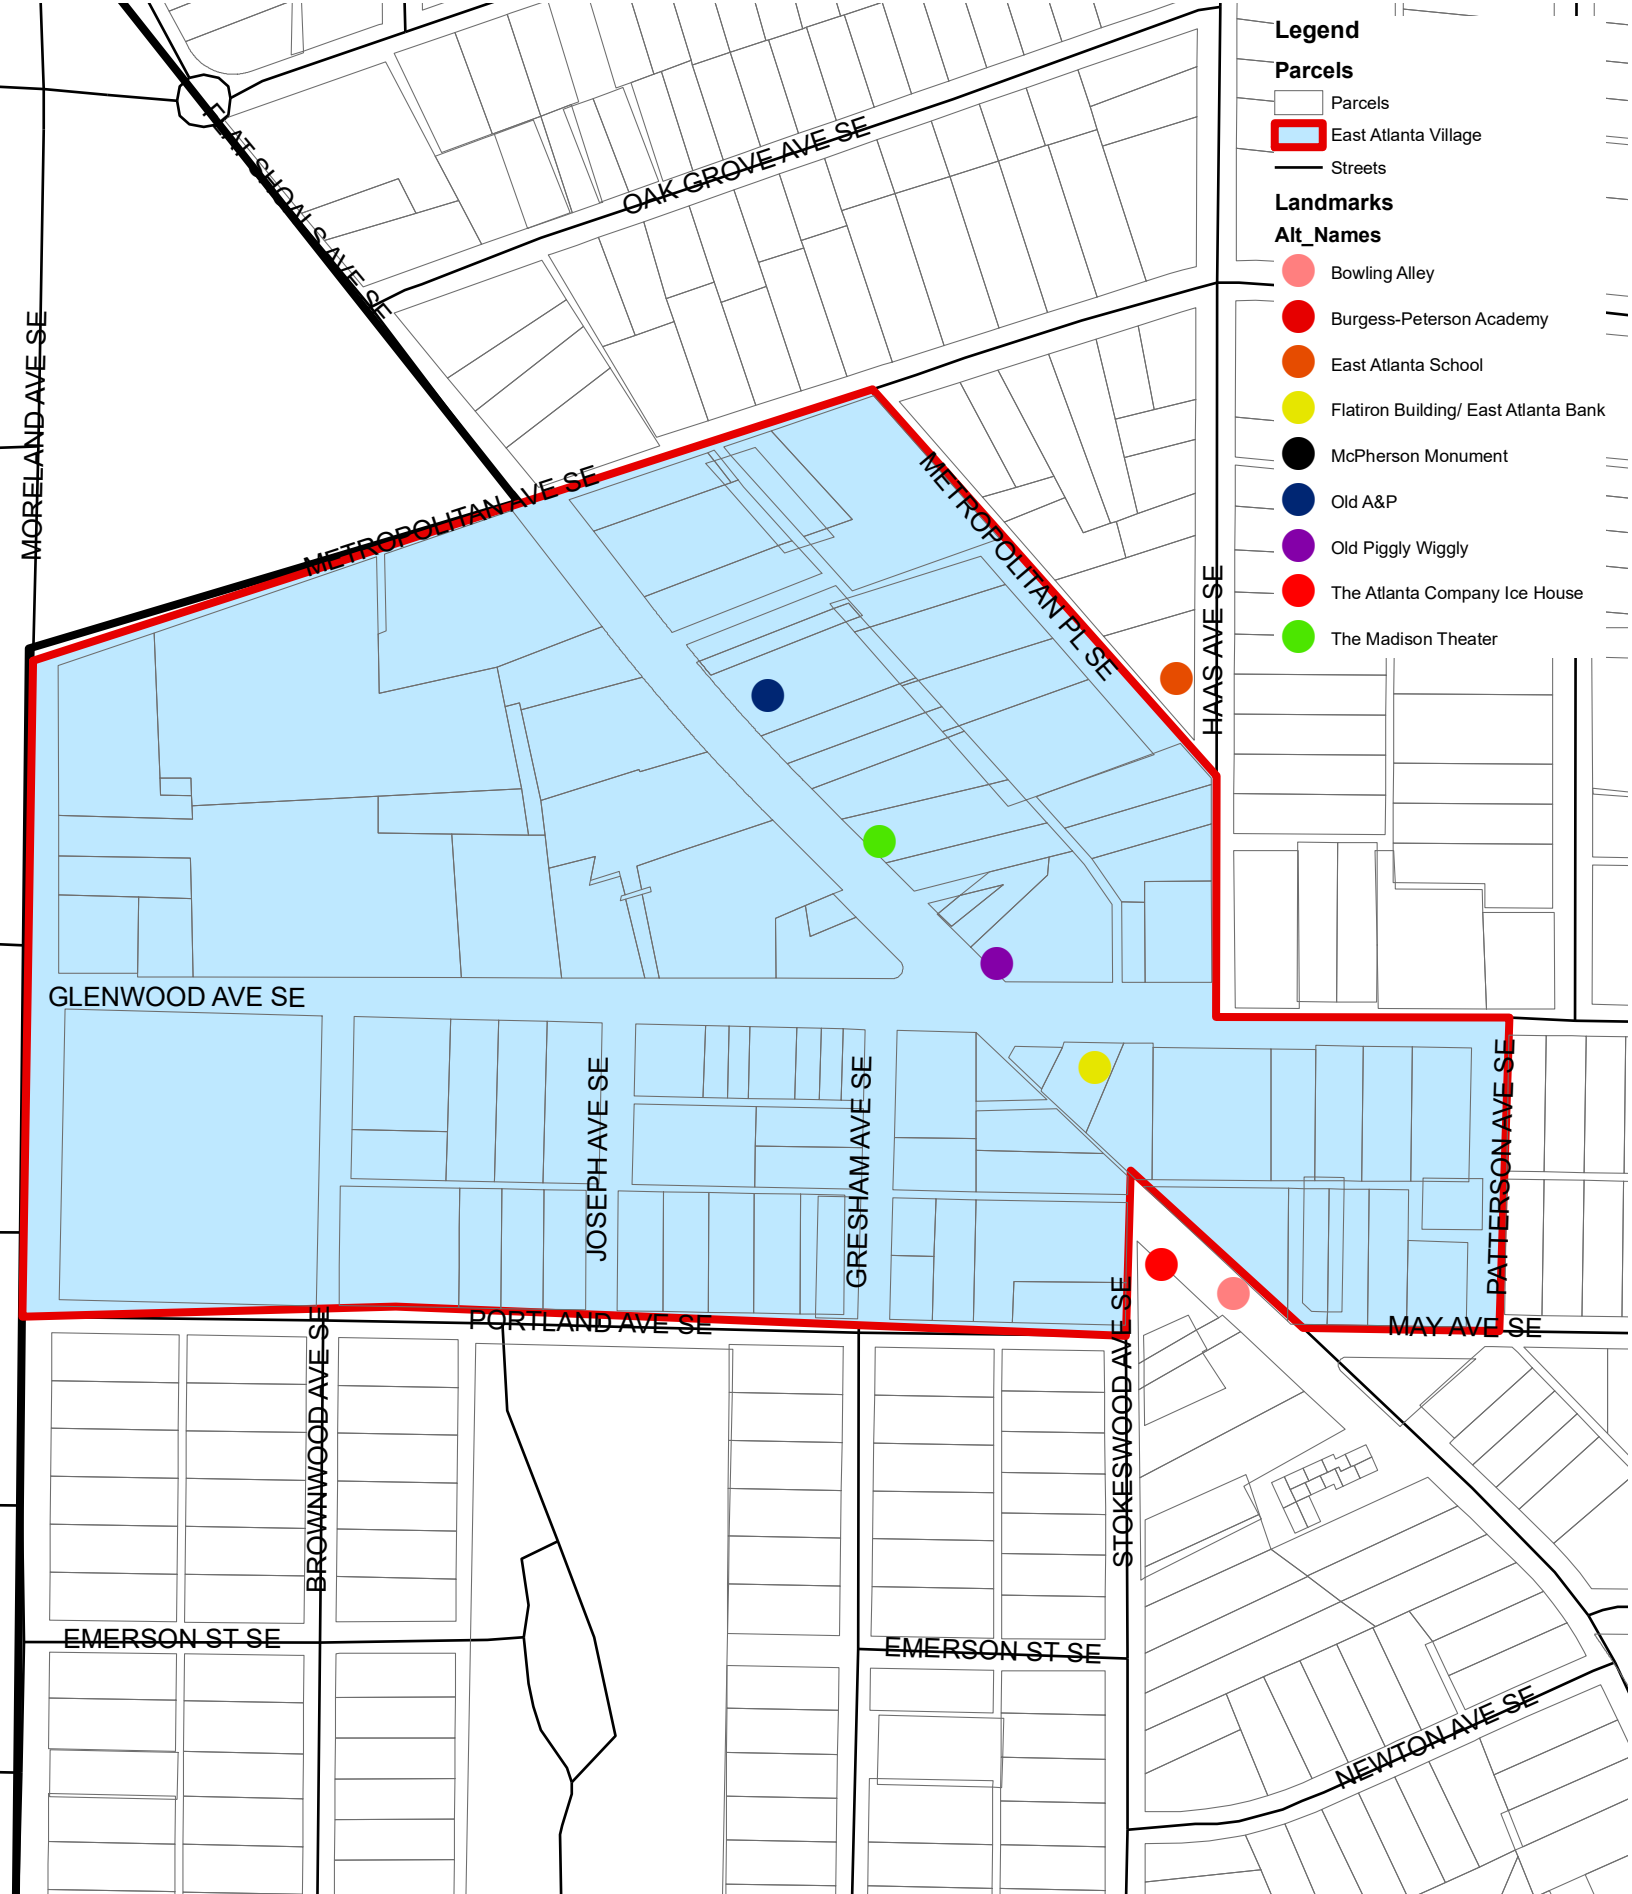 Legend
Parcels
Parcels
East Atlanta Village
Streets
Landmarks
Alt_Names
Bowling Alley
Burgess-Peterson Academy
East Atlanta School
Flatiron Building/ East Atlanta Bank
McPherson Monument
Old A&P
Old Piggly Wiggly
The Atlanta Company Ice House
The Madison Theater
FLAT SHOALS AVE SE
OAK GROVE AVE SE
MORELAND AVE SE
METROPOLITAN AVE SE
METROPOLITAN PL SE
HAAS AVE SE
GLENWOOD AVE SE
JOSEPH AVE SE
GRESHAM AVE SE
PATTERSON AVE SE
PORTLAND AVE SE
MAY AVE SE
BROWNWOOD AVE SE
STOKESWOOD AVE SE
EMERSON ST SE
EMERSON ST SE
NEWTON AVE SE